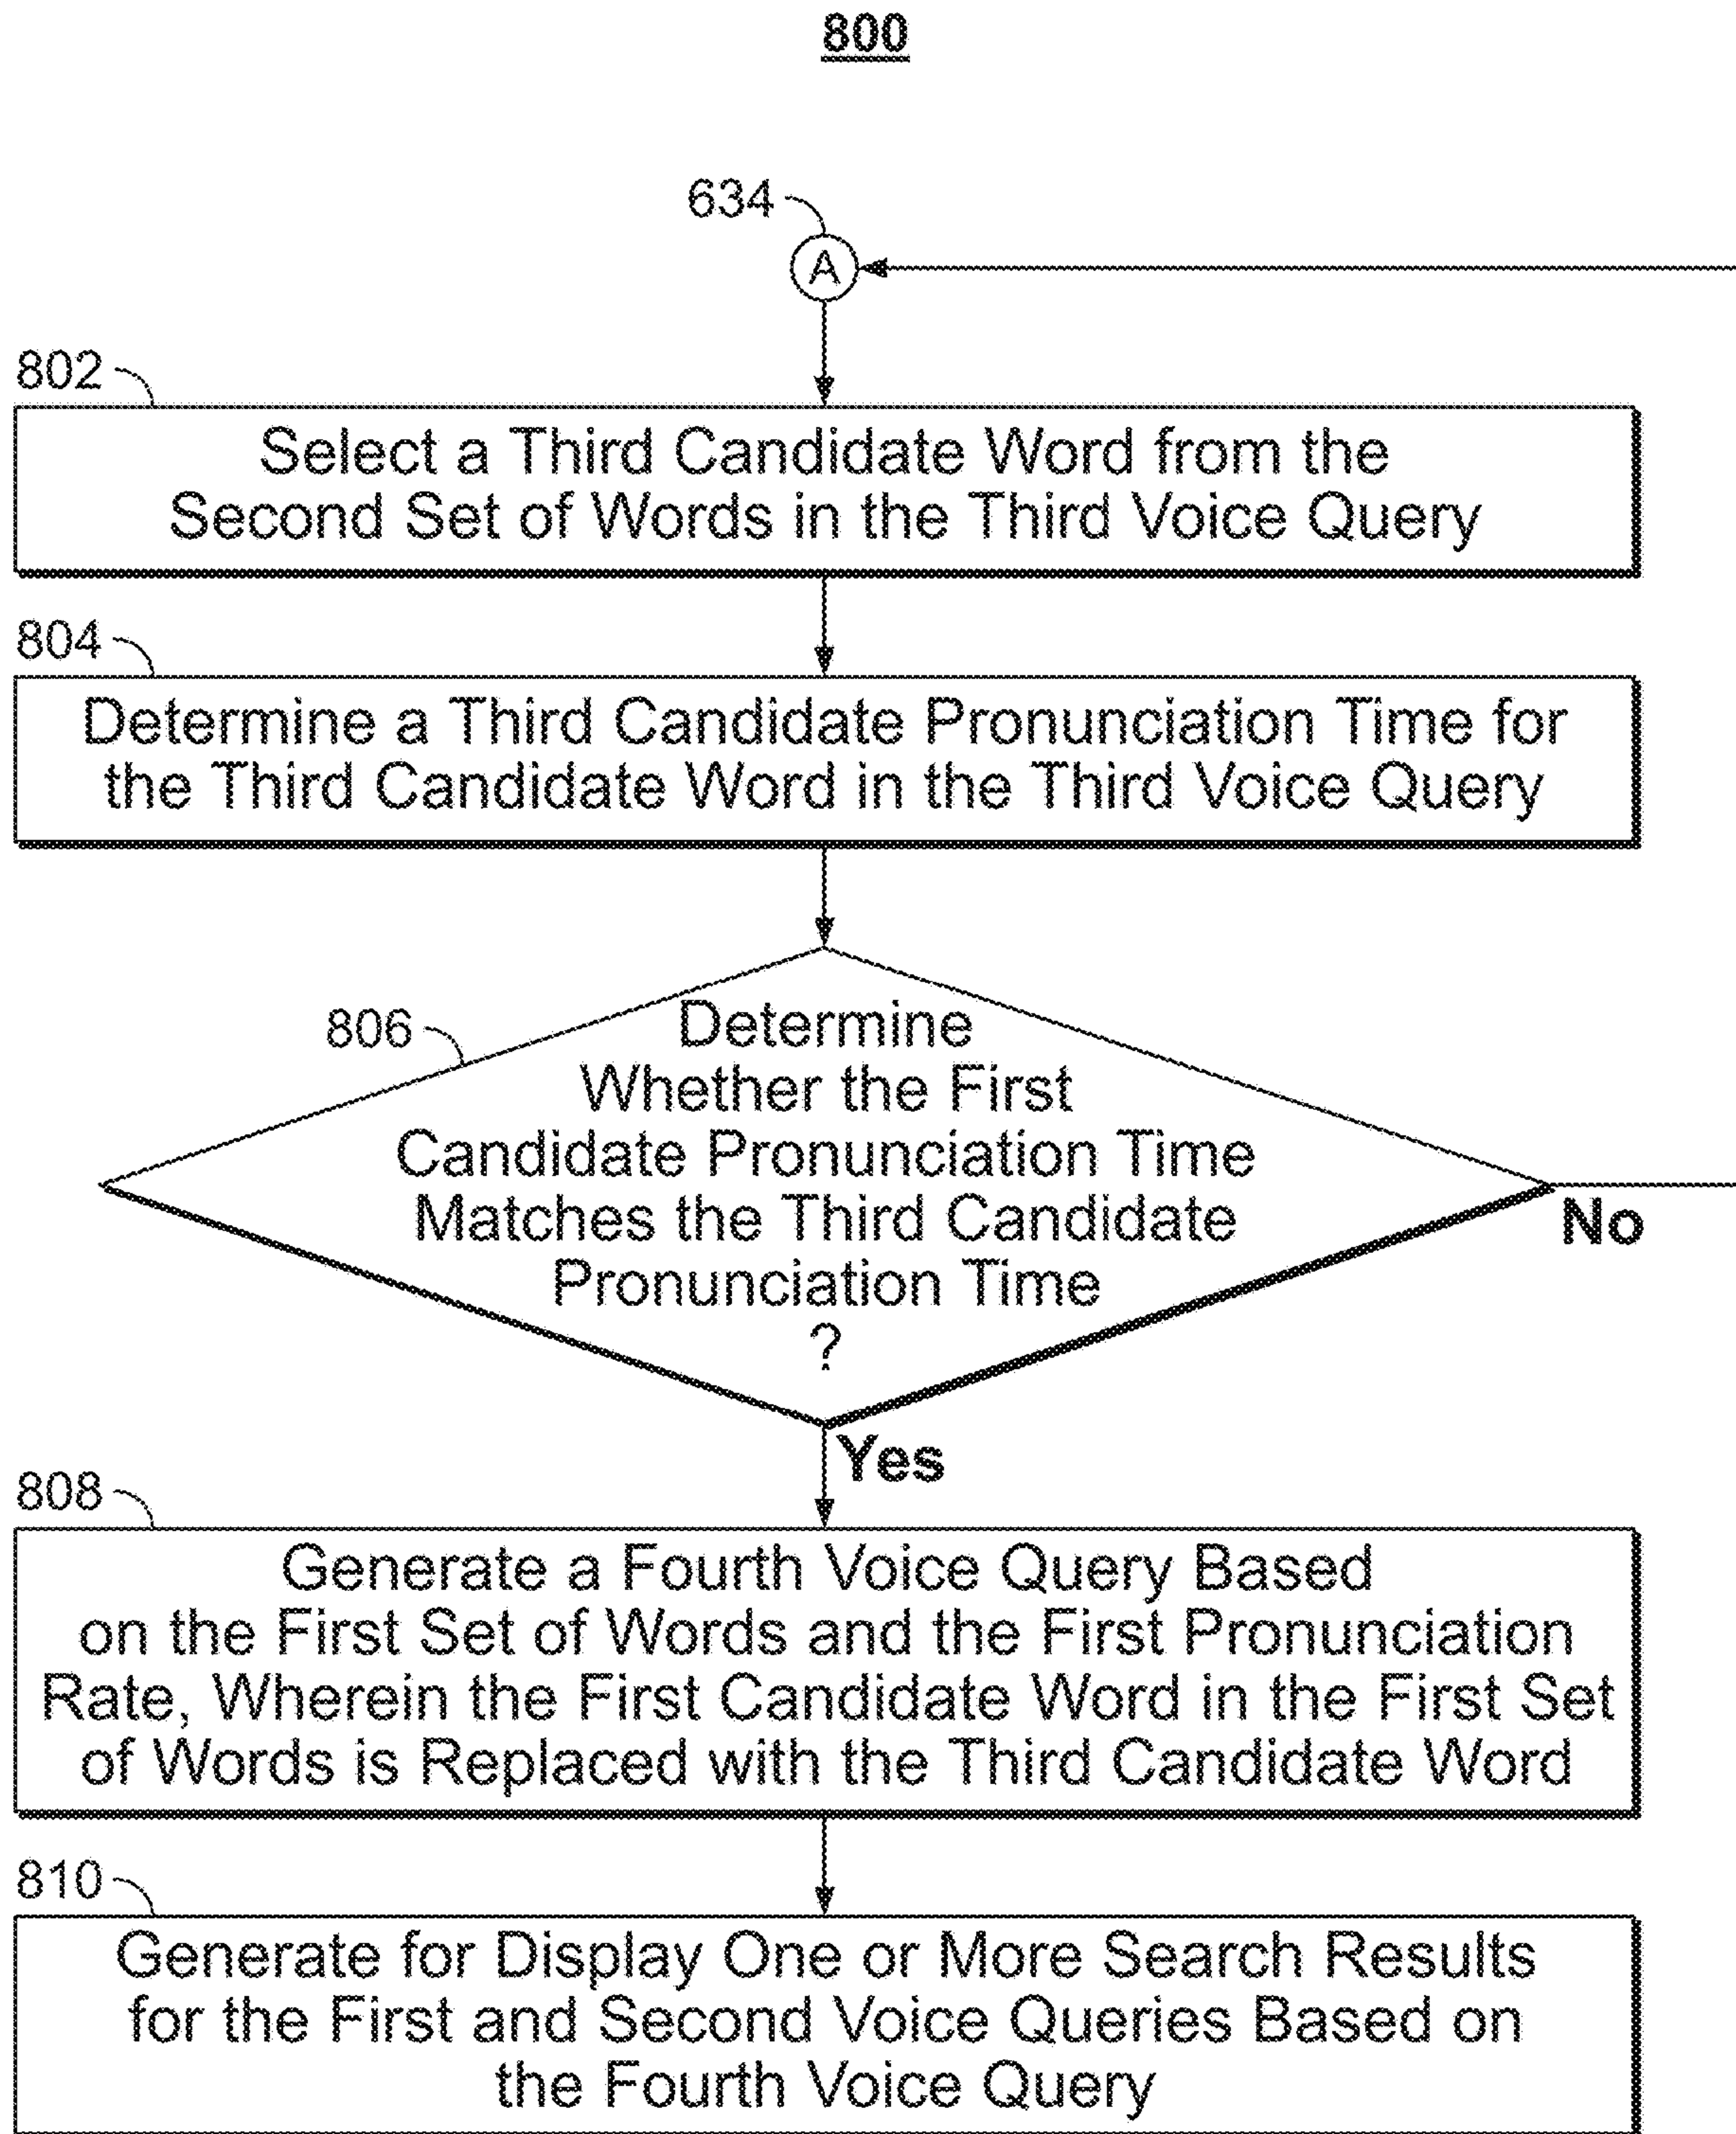 800
634
A
802
Select a Third Candidate Word from the
Second Set of Words in the Third Voice Query
804
Determine a Third Candidate Pronunciation Time for
the Third Candidate Word in the Third Voice Query
806
Determine
Whether the First
Candidate Pronunciation Time
Matches the Third Candidate
Pronunciation Time
?
No
Yes
808
Generate a Fourth Voice Query Based
on the First Set of Words and the First Pronunciation
Rate, Wherein the First Candidate Word in the First Set
of Words is Replaced with the Third Candidate Word
810
Generate for Display One or More Search Results
for the First and Second Voice Queries Based on
the Fourth Voice Query